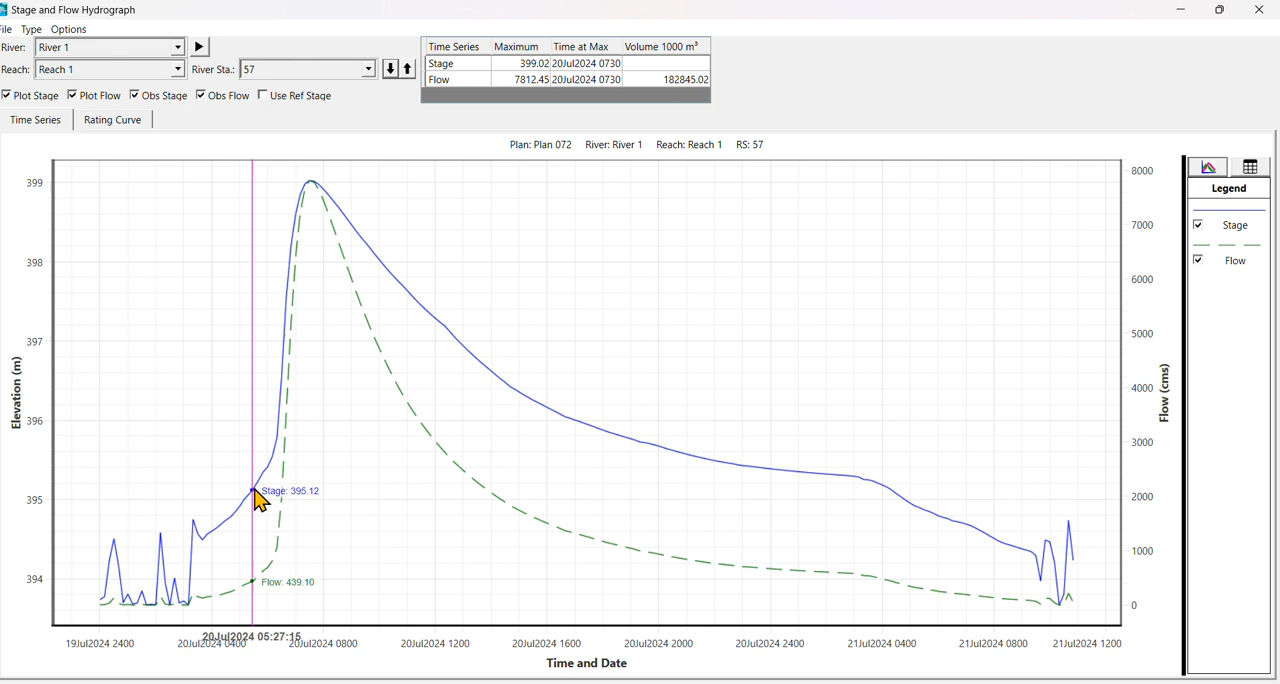 Stage and Flow Hydrograph
File Type Options
River: River 1
Reach: Reach 1 River Sta.: 57
Plot Stage Plot Flow Obs Stage Obs Flow Use Ref Stage
Time Series Maximum Time at Max Volume 1000 m³
Stage 399.02 20Jul2024 0730
Flow 7812.45 20Jul2024 0730 182845.02
Time Series Rating Curve
Plan: Plan 072 River: River 1 Reach: Reach 1 RS: 57
Elevation (m)
399
398
397
396
395
394
Stage: 395.12
Flow: 439.10
20Jul2024 05:27:15
19Jul2024 2400 20Jul2024 0400 20Jul2024 0800 20Jul2024 1200 20Jul2024 1600 20Jul2024 2000 20Jul2024 2400 21Jul2024 0400 21Jul2024 0800 21Jul2024 1200
Time and Date
8000
7000
6000
5000
4000
3000
2000
1000
0
Flow (cms)
Legend
Stage
Flow